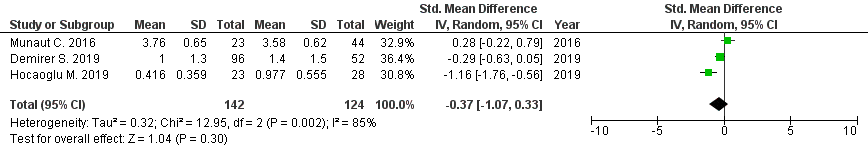 Std. Mean Difference Std. Mean Difference
Study or Subgroup Mean SD Total Mean SD Total Weight IV, Random, 95% CI Year IV, Random, 95% CI
Munaut C. 2016 3.76 0.65 23 3.58 0.62 44 32.9% 0.28 [-0.22, 0.79] 2016
Demirer S. 2019 1 1.3 96 1.4 1.5 52 36.4% -0.29 [-0.63, 0.05] 2019
Hocaoglu M. 2019 0.416 0.359 23 0.977 0.555 28 30.8% -1.16 [-1.76, -0.56] 2019
Total (95% CI) 142 124 100.0% -0.37 [-1.07, 0.33]
Heterogeneity: Tau² = 0.32; Chi² = 12.95, df = 2 (P = 0.002); I² = 85%
Test for overall effect: Z = 1.04 (P = 0.30)
-10 -5 0 5 10